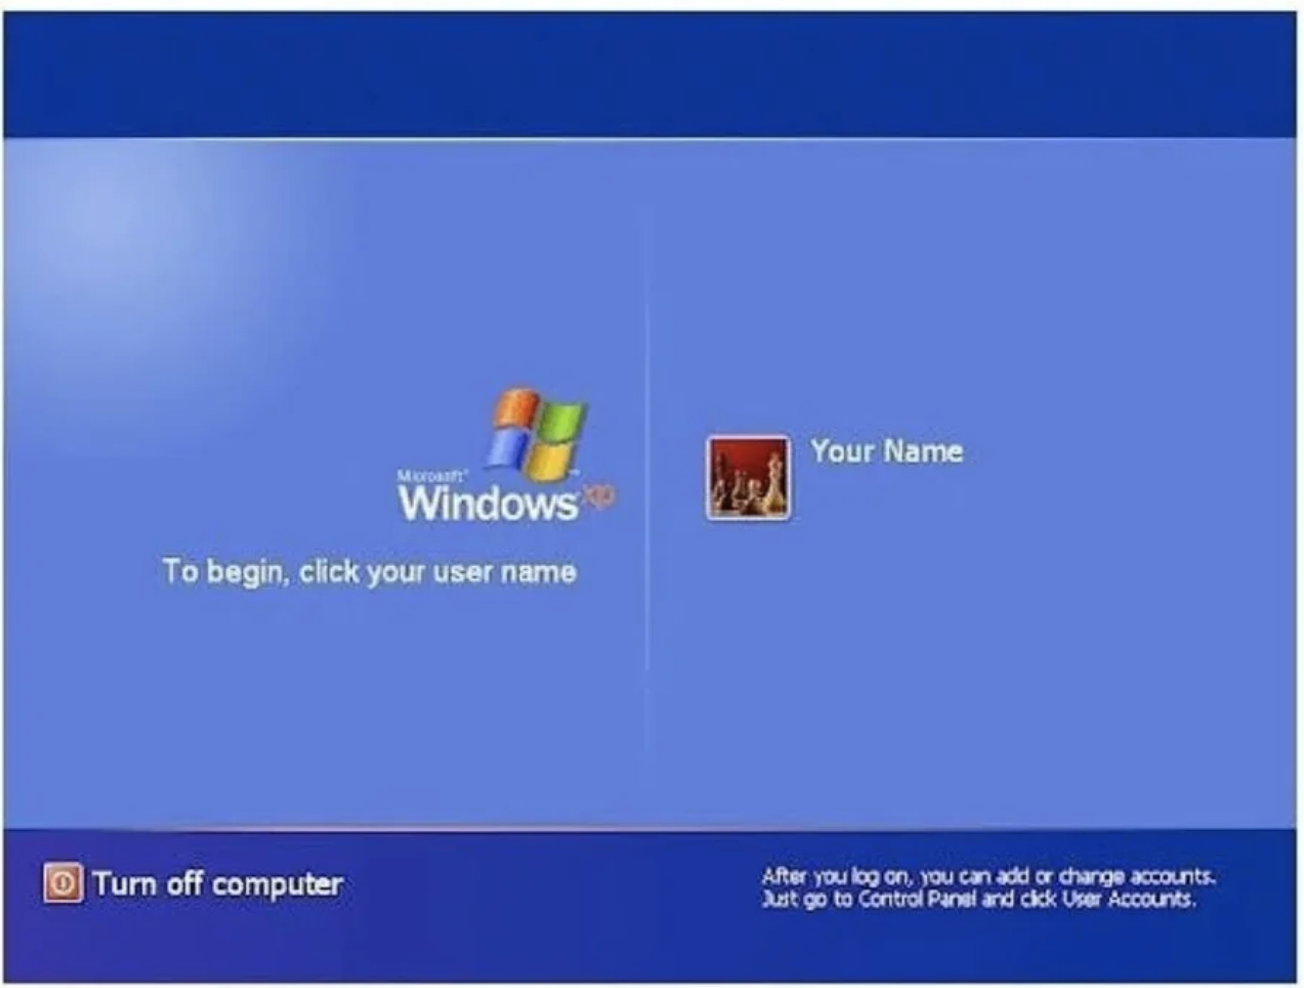 Microsoft
Windows xp
To begin, click your user name
Your Name
Turn off computer
After you log on, you can add or change accounts.
Just go to Control Panel and click User Accounts.